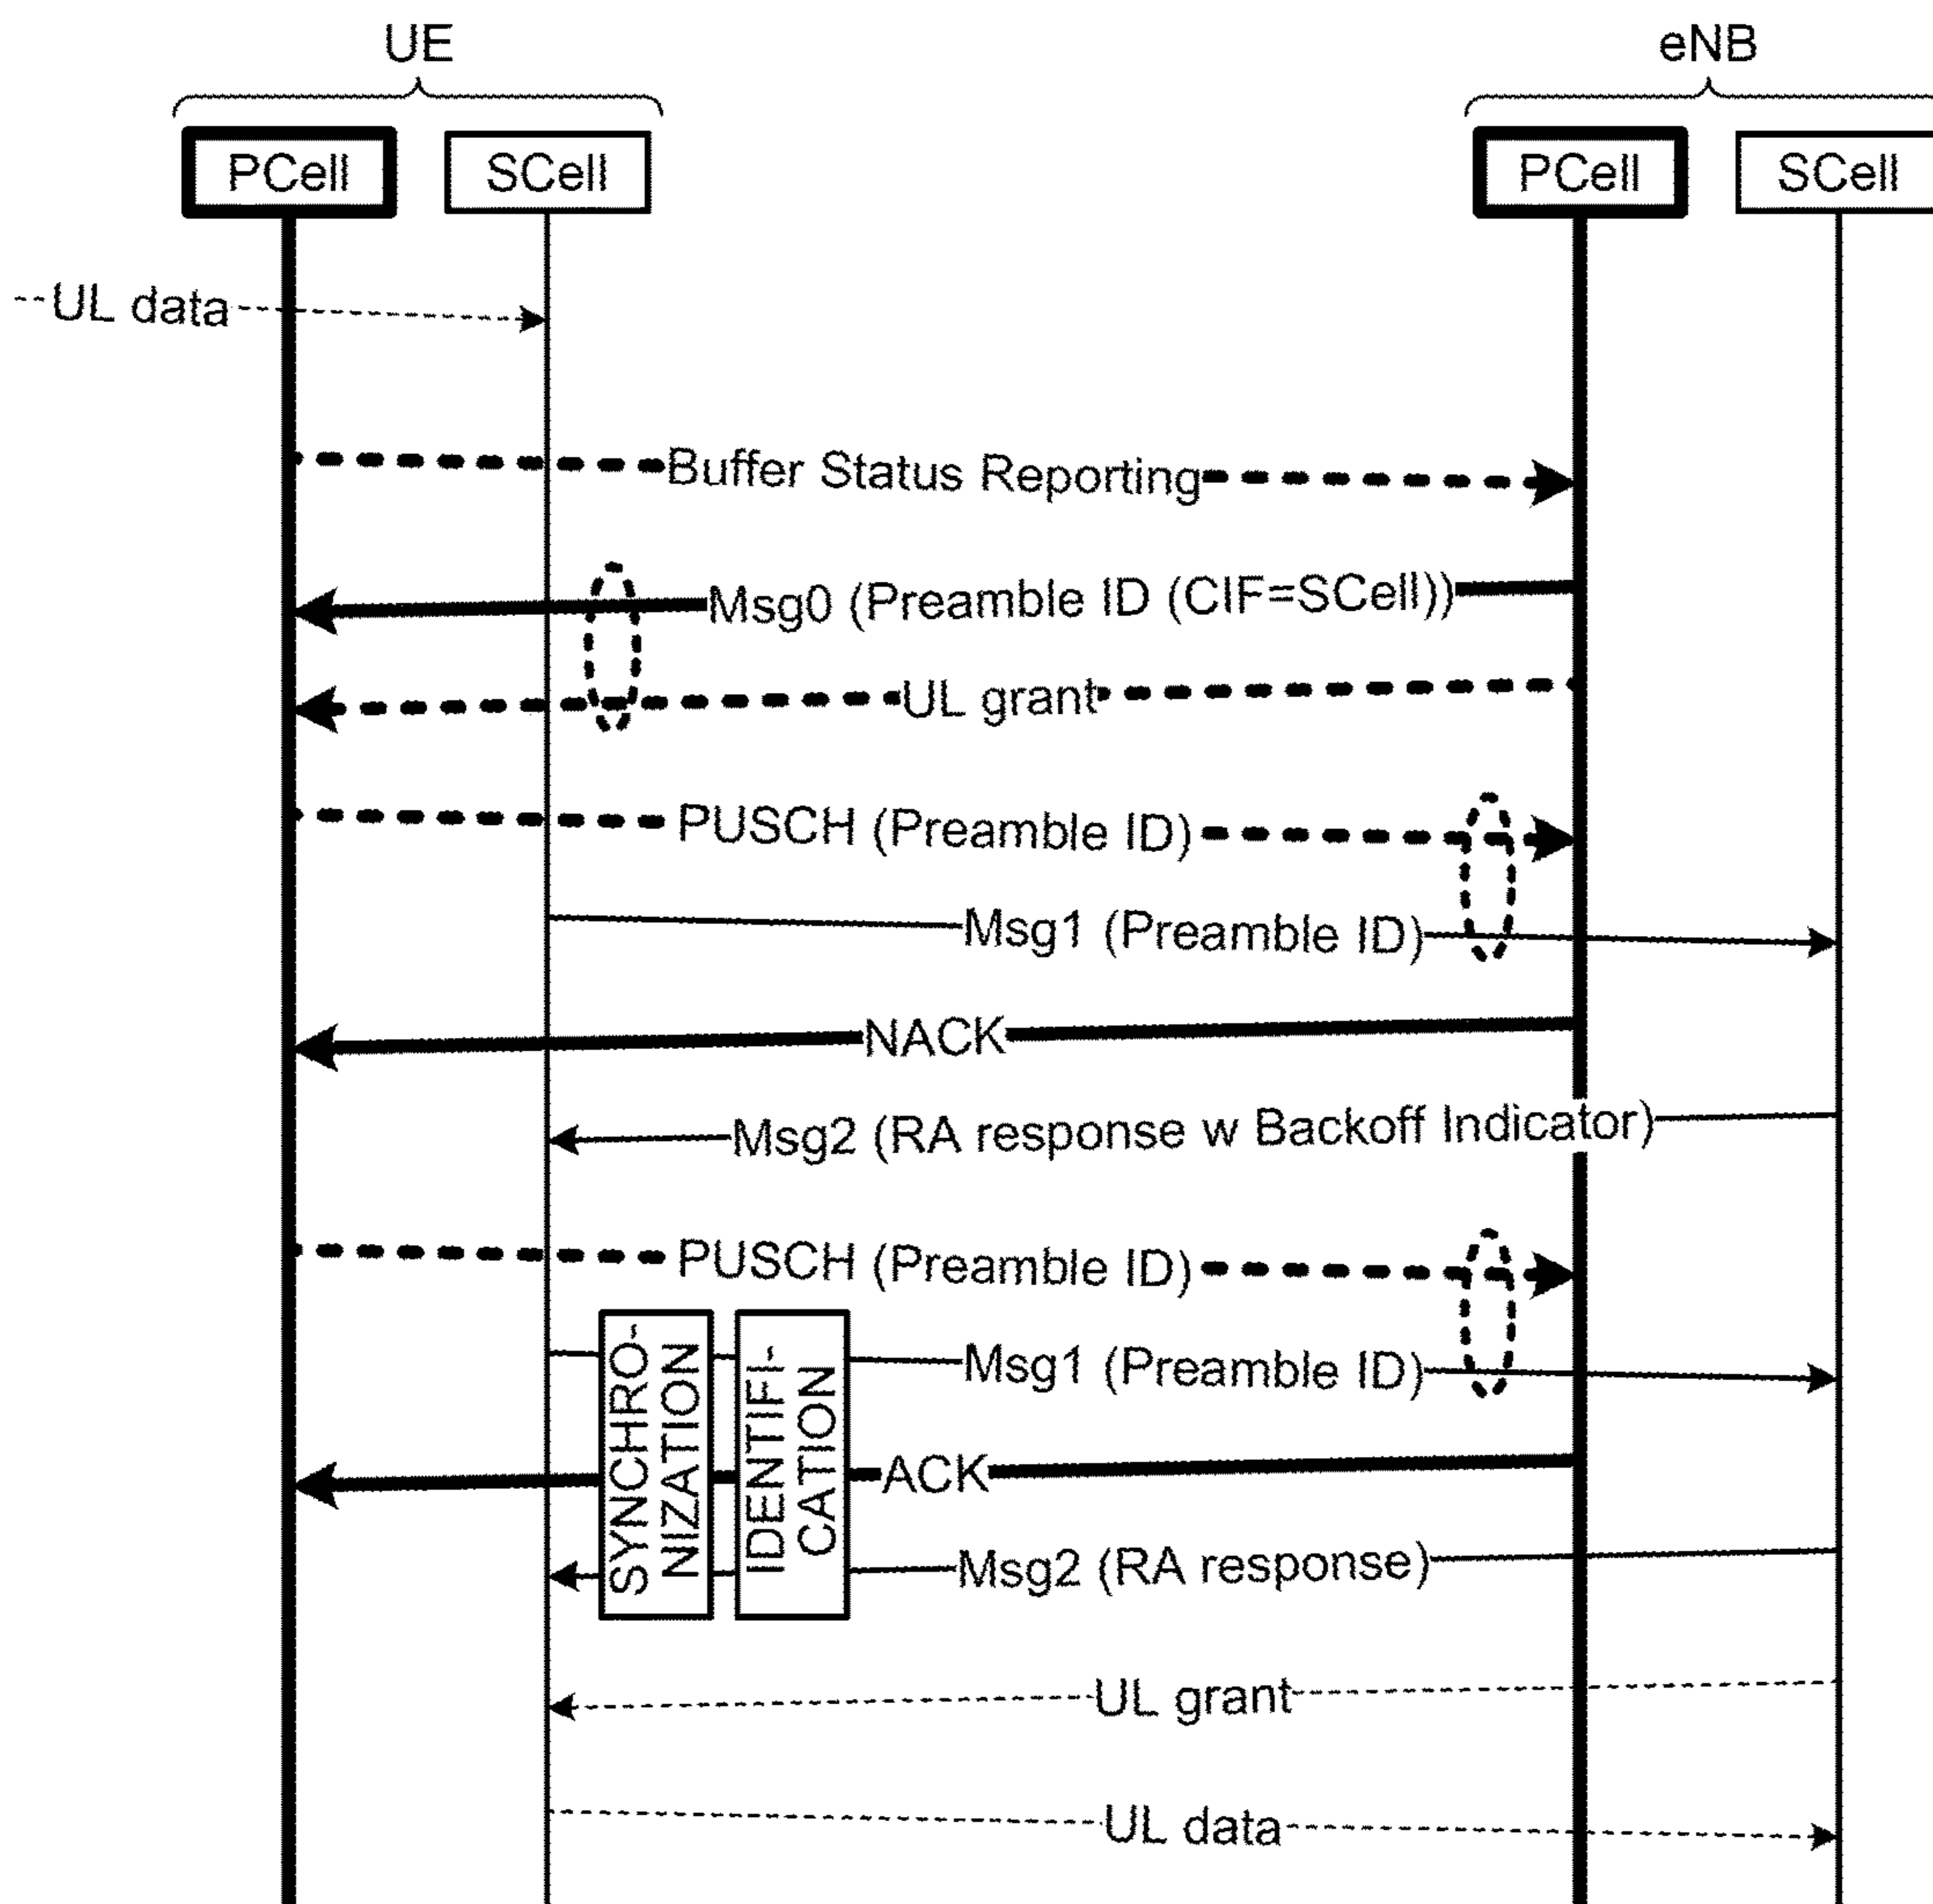 UE
eNB
PCell
SCell
PCell
SCell
UL data
Buffer Status Reporting
Msg0 (Preamble ID (CIF=SCell))
UL grant
PUSCH (Preamble ID)
Msg1 (Preamble ID)
NACK
Msg2 (RA response w Backoff Indicator)
PUSCH (Preamble ID)
SYNCHRO-
NIZATION
IDENTIFI-
CATION
Msg1 (Preamble ID)
ACK
Msg2 (RA response)
UL grant
UL data